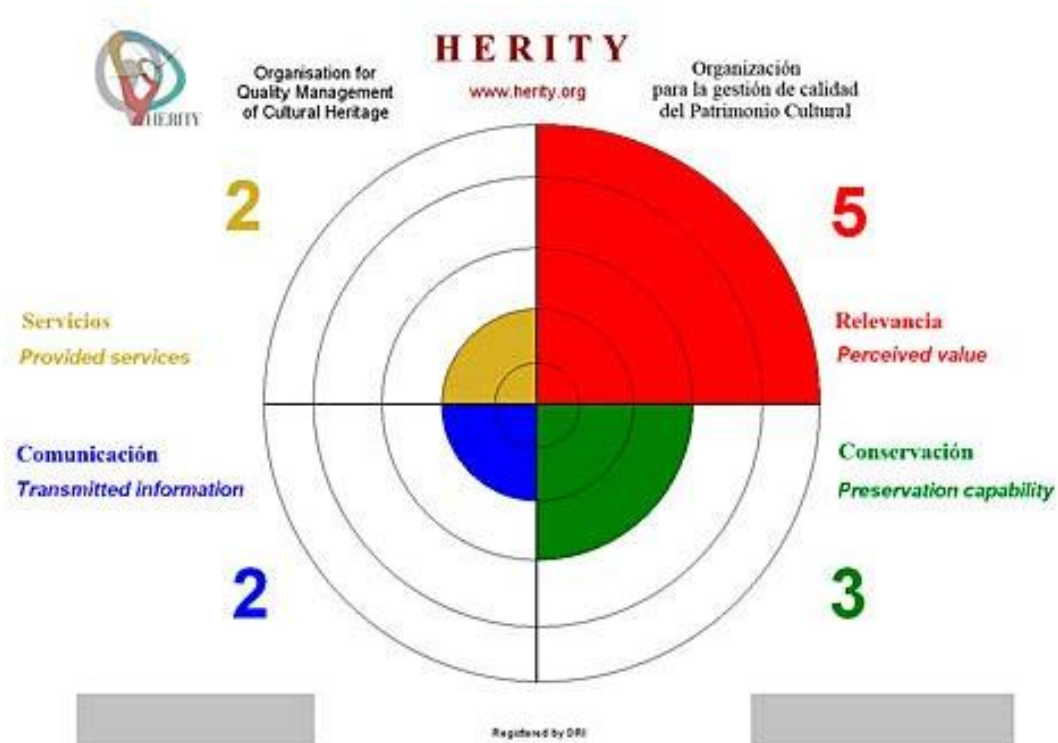 HERITY
Organisation for
Quality Management
of Cultural Heritage
HERITY
www.herity.org
Organización
para la gestión de calidad
del Patrimonio Cultural
2
5
Servicios
Provided services
Relevancia
Perceived value
Comunicación
Transmitted information
Conservación
Preservation capability
2
3
Registered by DRI